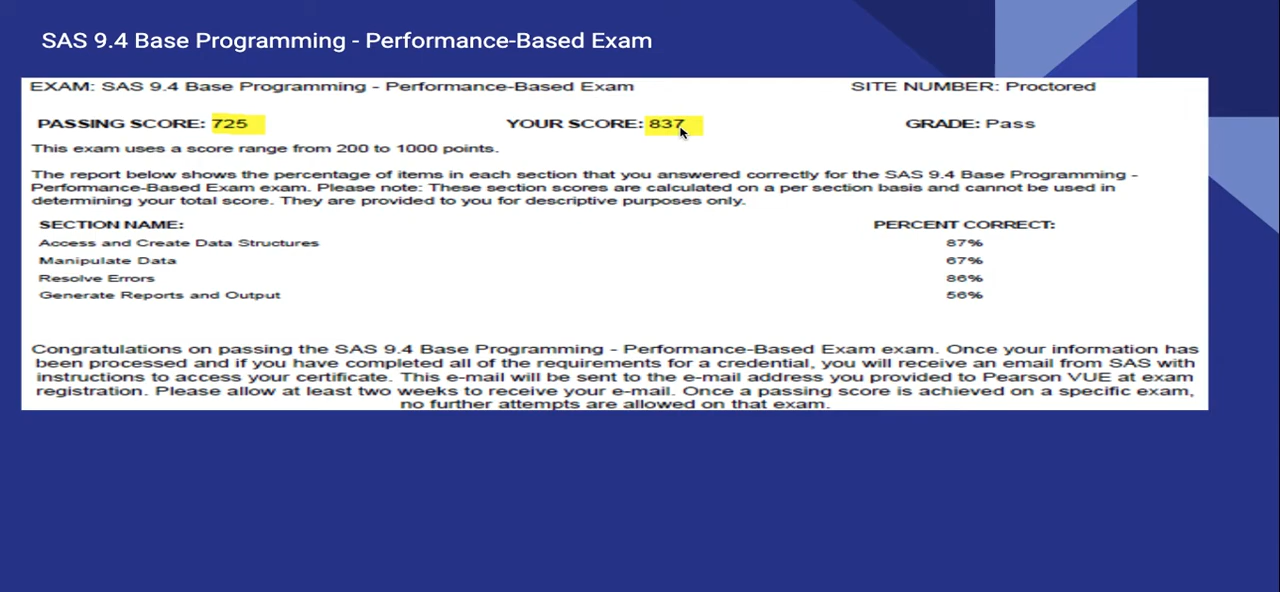 SAS 9.4 Base Programming - Performance-Based Exam
EXAM: SAS 9.4 Base Programming - Performance-Based Exam SITE NUMBER: Proctored
PASSING SCORE: 725 YOUR SCORE: 837 GRADE: Pass
This exam uses a score range from 200 to 1000 points.
The report below shows the percentage of items in each section that you answered correctly for the SAS 9.4 Base Programming -
Performance-Based Exam exam. Please note: These section scores are calculated on a per section basis and cannot be used in
determining your total score. They are provided to you for descriptive purposes only.
SECTION NAME: PERCENT CORRECT:
Access and Create Data Structures 87%
Manipulate Data 67%
Resolve Errors 86%
Generate Reports and Output 56%
Congratulations on passing the SAS 9.4 Base Programming - Performance-Based Exam exam. Once your information has
been processed and if you have completed all of the requirements for a credential, you will receive an email from SAS with
instructions to access your certificate. This e-mail will be sent to the e-mail address you provided to Pearson VUE at exam
registration. Please allow at least two weeks to receive your e-mail. Once a passing score is achieved on a specific exam,
no further attempts are allowed on that exam.